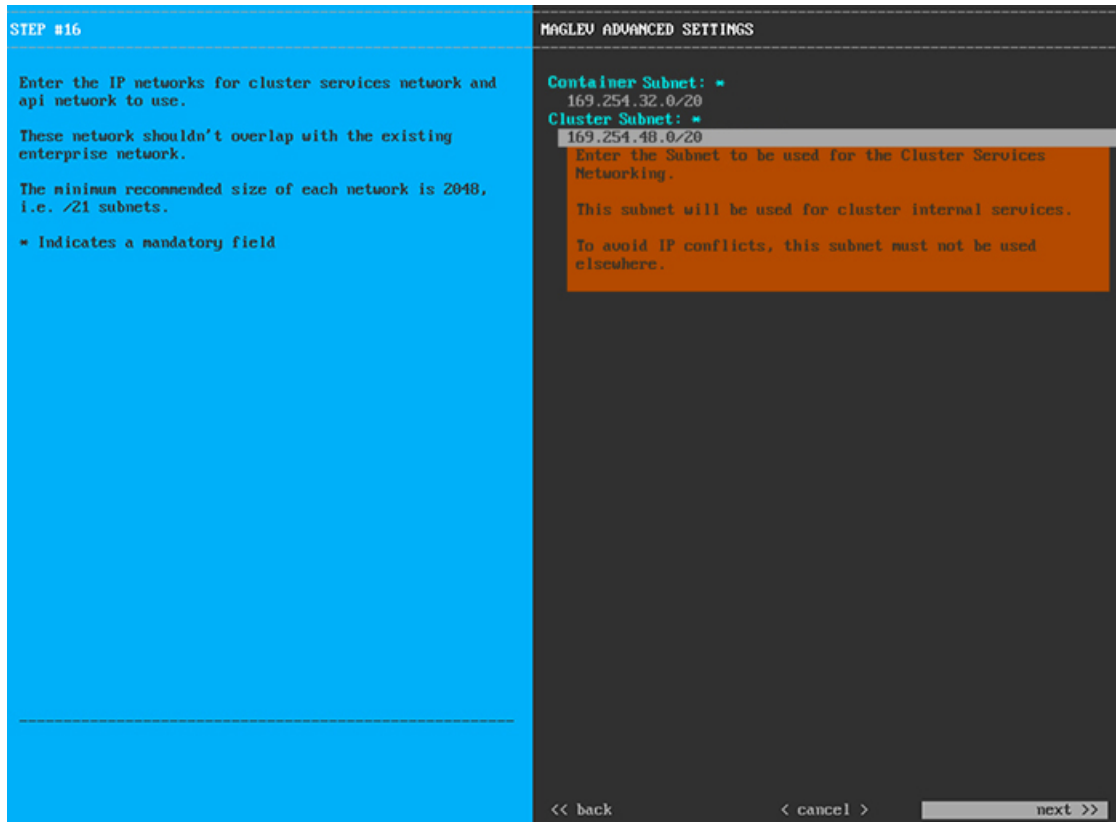 STEP #16
Enter the IP networks for cluster services network and
api network to use.
These network shouldn't overlap with the existing
enterprise network.
The minimum recommended size of each network is 2048,
i.e. /21 subnets.
* Indicates a mandatory field
MAGLEV ADVANCED SETTINGS
Container Subnet: *
169.254.32.0/20
Cluster Subnet: *
169.254.48.0/20
Enter the Subnet to be used for the Cluster Services
Networking.
This subnet will be used for cluster internal services.
To avoid IP conflicts, this subnet must not be used
elsewhere.
<< back < cancel > next >>